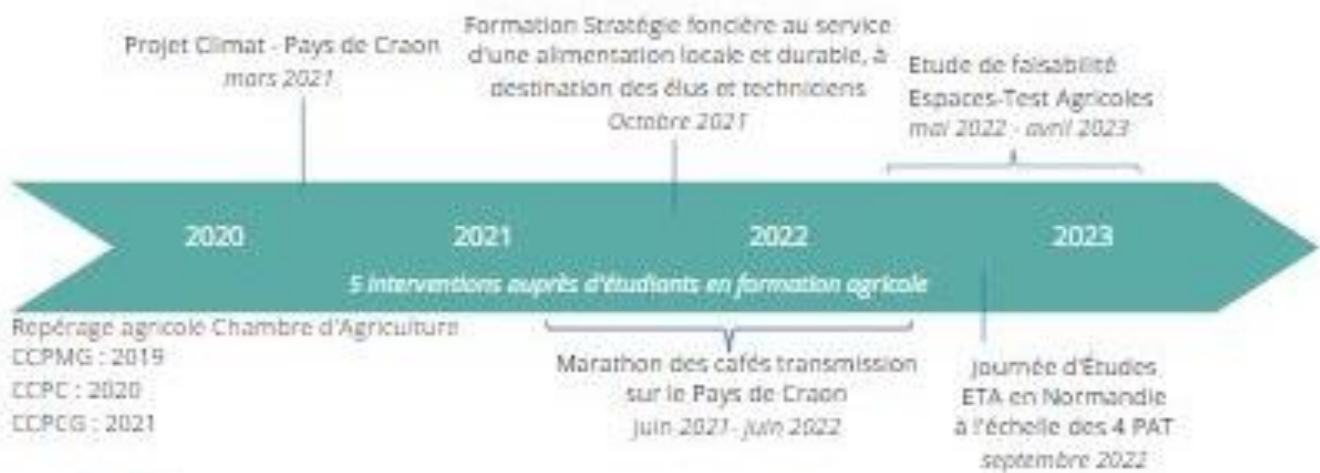 Projet Climat - Pays de Craon
mars 2021
Formation Stratégie foncière au service
d'une alimentation locale et durable, à
destination des élus et techniciens
Octobre 2021
Etude de faisabilité
Espaces-Test Agricoles
mai 2022 - avril 2023
2020
2021
2022
2023
5 interventions auprès d'étudiants en formation agricole
Repérage agricole Chambre d'Agriculture
CCPMG : 2019
CCPC : 2020
CCPCG : 2021
Marathon des cafés transmission
sur le Pays de Craon
juin 2021- juin 2022
Journée d'Études
ETA en Normandie
à l'échelle des 4 PAT
septembre 2022